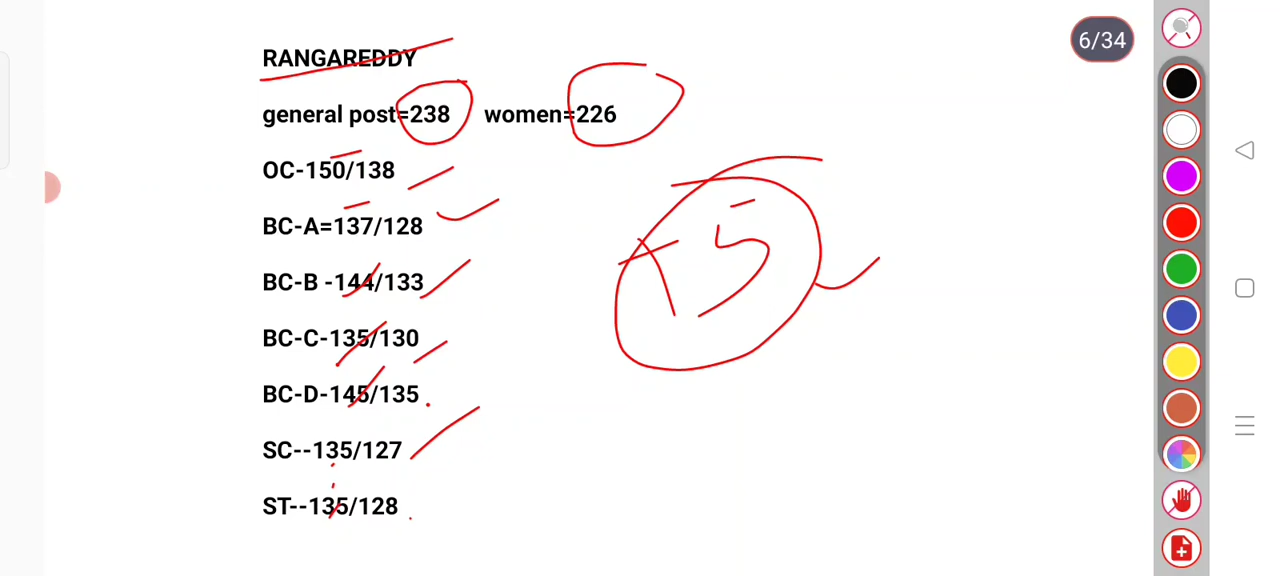 6/34
RANGAREDDY
general post=238 women=226
OC-150/138
BC-A=137/128
BC-B -144/133
BC-C-135/130
BC-D-145/135
SC--135/127
ST--135/128